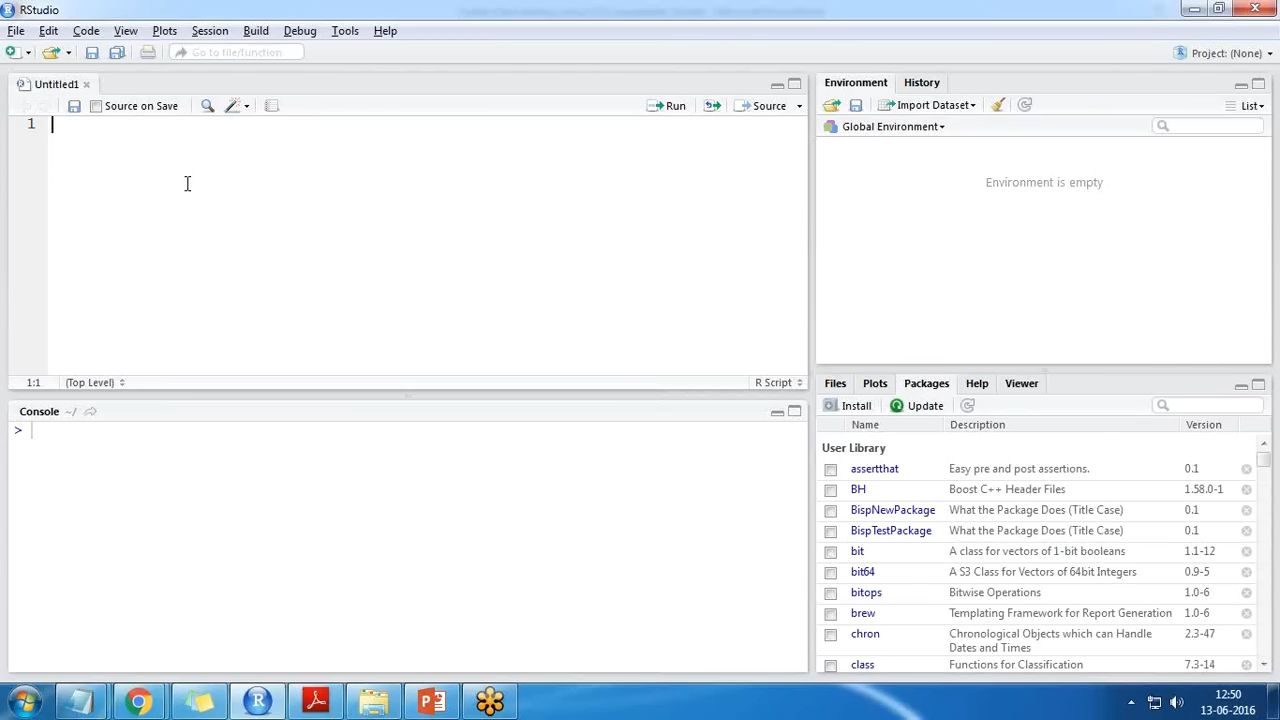 RStudio
File Edit Code View Plots Session Build Debug Tools Help
Go to file/function
Project: (None)
Untitled1
Source on Save
Run
Source
1
1:1
(Top Level)
R Script
Console ~/
>
Environment History
Import Dataset
List
Global Environment
Environment is empty
Files Plots Packages Help Viewer
Install Update
Name Description Version
User Library
assertthat Easy pre and post assertions. 0.1
BH Boost C++ Header Files 1.58.0-1
BispNewPackage What the Package Does (Title Case) 0.1
BispTestPackage What the Package Does (Title Case) 0.1
bit A class for vectors of 1-bit booleans 1.1-12
bit64 A S3 Class for Vectors of 64bit Integers 0.9-5
bitops Bitwise Operations 1.0-6
brew Templating Framework for Report Generation 1.0-6
chron Chronological Objects which can Handle 2.3-47
Dates and Times
class Functions for Classification 7.3-14
12:50
13-06-2016